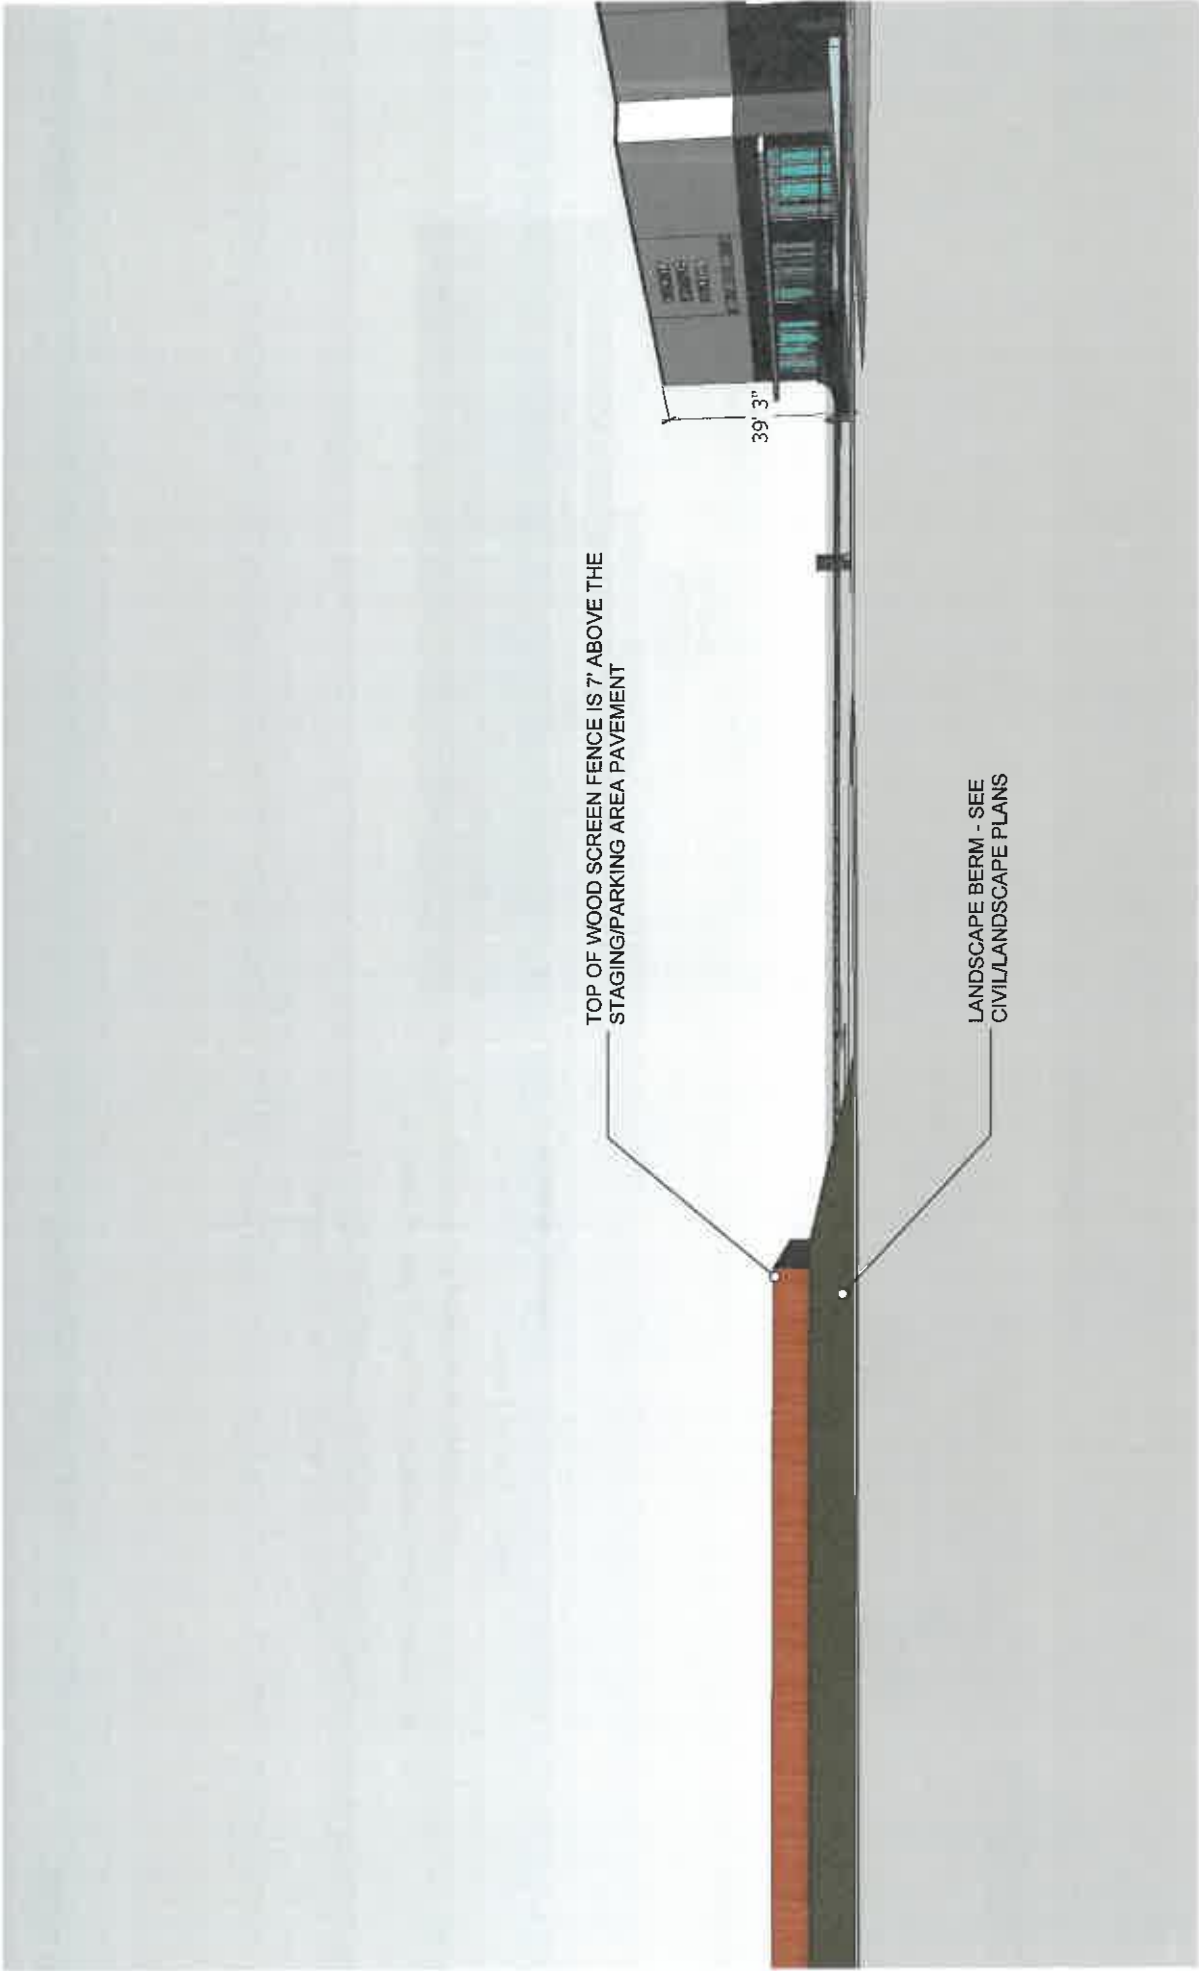 TOP OF WOOD SCREEN FENCE IS 7' ABOVE THE
STAGING/PARKING AREA PAVEMENT
39' 3"
LANDSCAPE BERM - SEE
CIVIL/LANDSCAPE PLANS